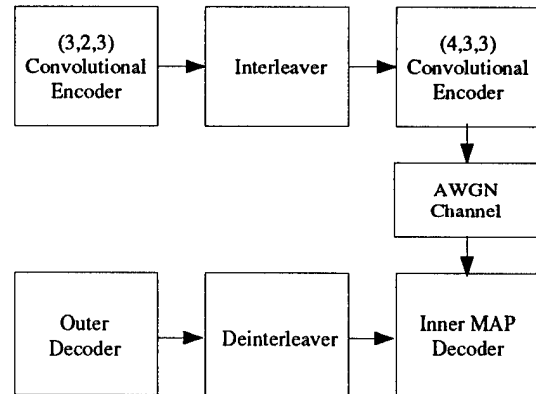 (3,2,3)
Convolutional
Encoder
Interleaver
(4,3,3)
Convolutional
Encoder
AWGN
Channel
Outer
Decoder
Deinterleaver
Inner MAP
Decoder